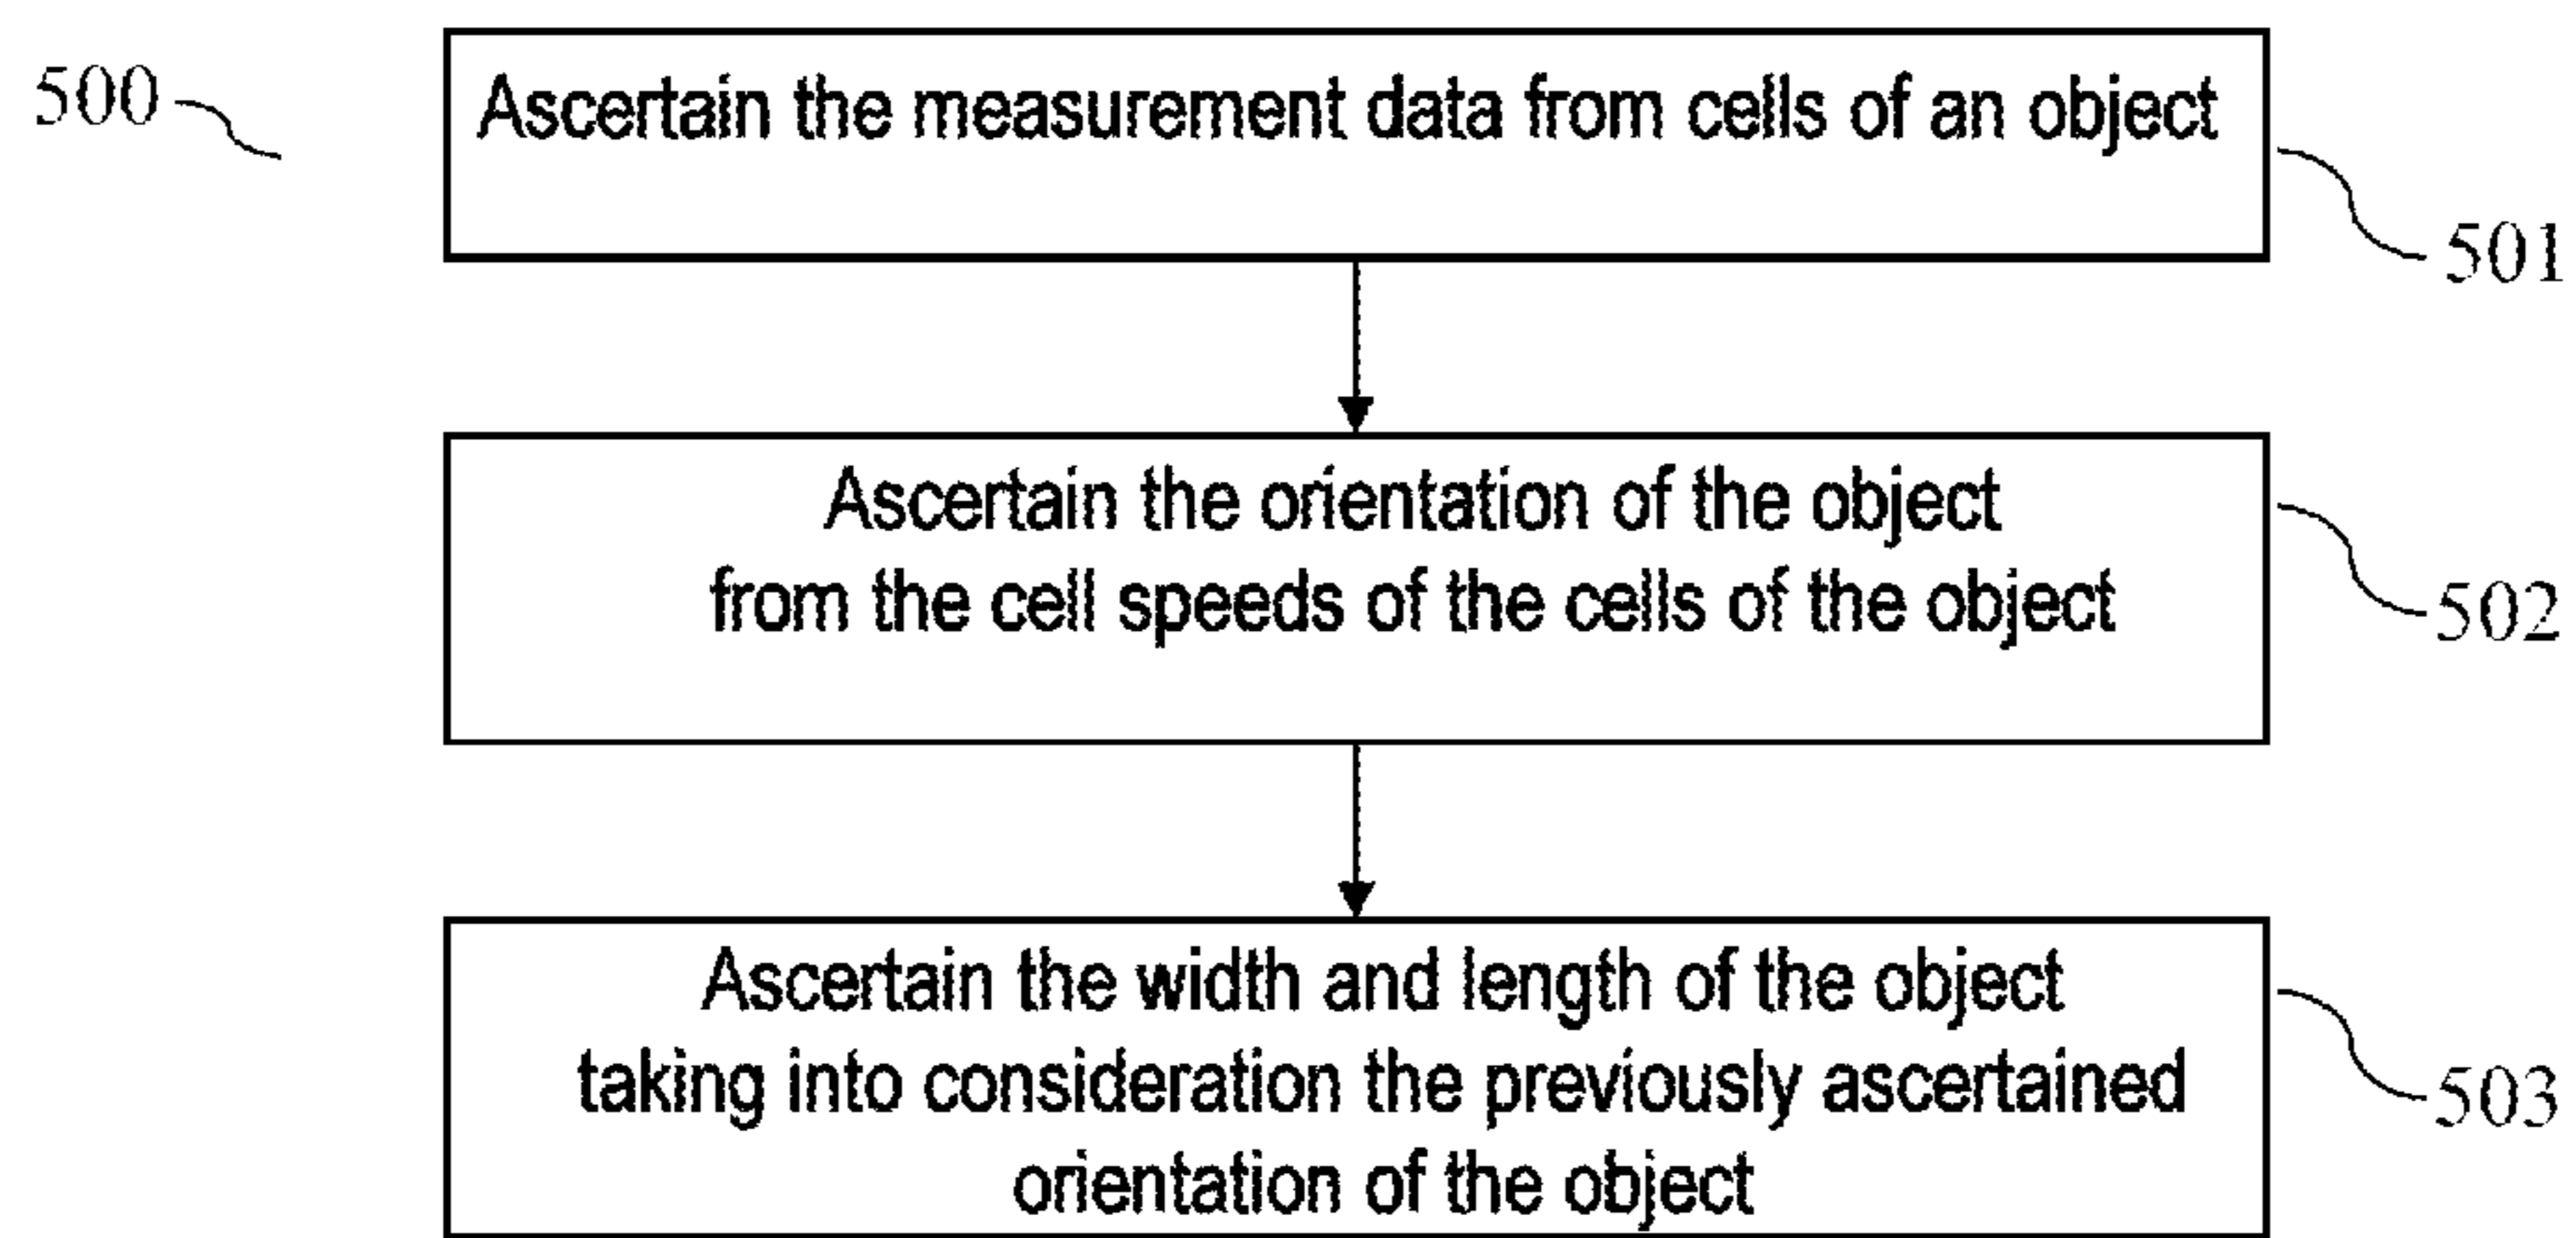 500
Ascertain the measurement data from cells of an object
501
Ascertain the orientation of the object
from the cell speeds of the cells of the object
502
Ascertain the width and length of the object
taking into consideration the previously ascertained
orientation of the object
503